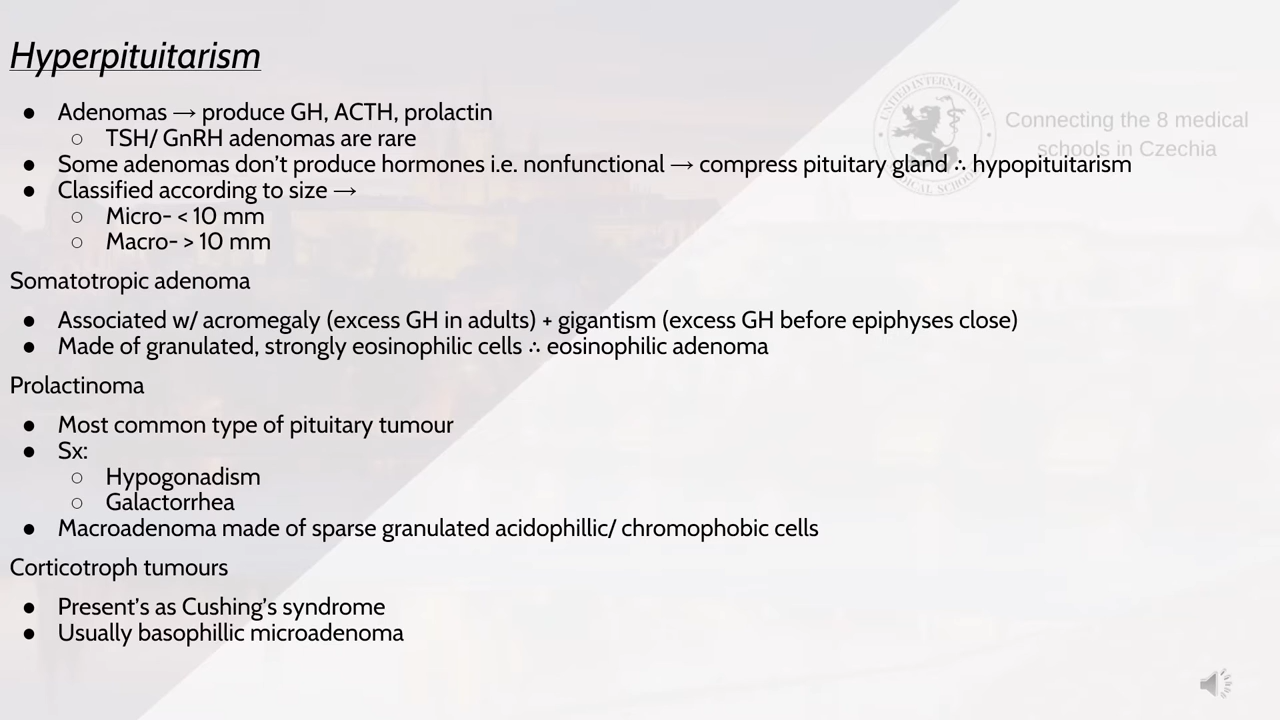 Hyperpituitarism
● Adenomas → produce GH, ACTH, prolactin
○ TSH/ GnRH adenomas are rare
● Some adenomas don’t produce hormones i.e. nonfunctional → compress pituitary gland ∴ hypopituitarism
● Classified according to size →
○ Micro- < 10 mm
○ Macro- > 10 mm
Somatotropic adenoma
● Associated w/ acromegaly (excess GH in adults) + gigantism (excess GH before epiphyses close)
● Made of granulated, strongly eosinophilic cells ∴ eosinophilic adenoma
Prolactinoma
● Most common type of pituitary tumour
● Sx:
○ Hypogonadism
○ Galactorrhea
● Macroadenoma made of sparse granulated acidophillic/ chromophobic cells
Corticotroph tumours
● Present’s as Cushing’s syndrome
● Usually basophillic microadenoma
UNITED INTERNATIONAL
Connecting the 8 medical
schools in Czechia